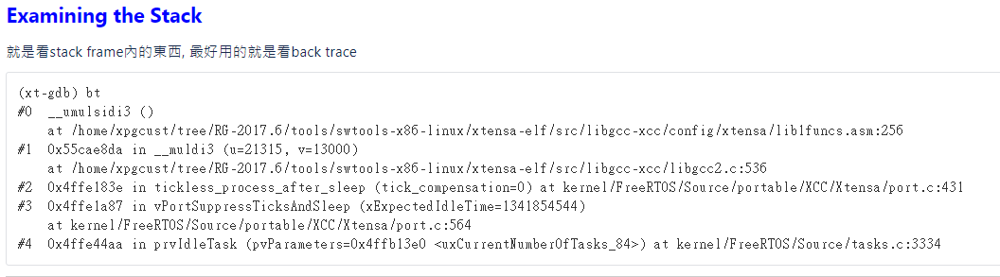 Examining the Stack
就是看stack frame內的東西, 最好用的就是看back trace
(xt-gdb) bt
#0  __umulsidi3 ()
    at /home/xpgcust/tree/RG-2017.6/tools/swtools-x86-linux/xtensa-elf/src/libgcc-xcc/config/xtensa/lib1funcs.asm:256
#1  0x55cae8da in __muldi3 (u=21315, v=13000)
    at /home/xpgcust/tree/RG-2017.6/tools/swtools-x86-linux/xtensa-elf/src/libgcc-xcc/libgcc2.c:536
#2  0x4ffe183e in tickless_process_after_sleep (tick_compensation=0) at kernel/FreeRTOS/Source/portable/XCC/Xtensa/port.c:431
#3  0x4ffe1a87 in vPortSuppressTicksAndSleep (xExpectedIdleTime=1341854544)
    at kernel/FreeRTOS/Source/portable/XCC/Xtensa/port.c:564
#4  0x4ffe44aa in prvIdleTask (pvParameters=0x4ffb13e0 <uxCurrentNumberOfTasks_84>) at kernel/FreeRTOS/Source/tasks.c:3334